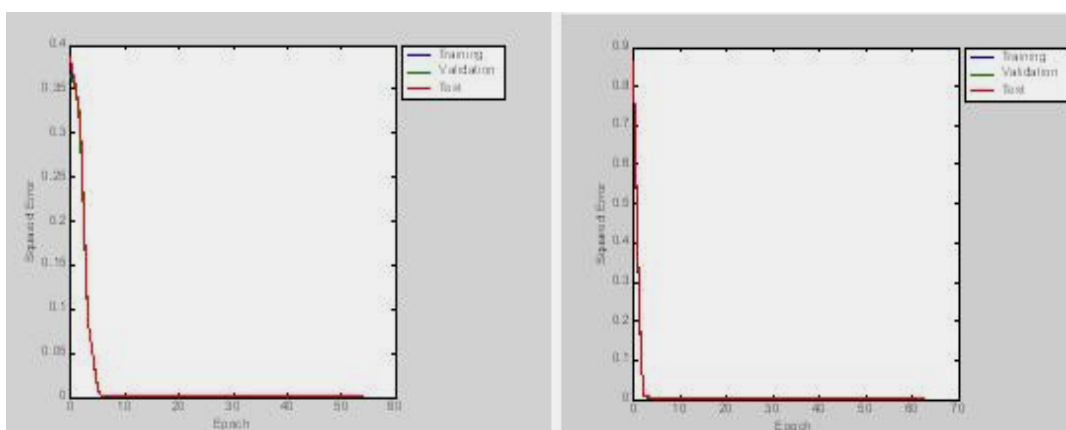 0.4
0.35
0.3
0.25
0.2
0.15
0.1
0.05
0
0 10 20 30 40 50 60
Squared Error
Epoch
Training
Validation
Test
0.9
0.8
0.7
0.6
0.5
0.4
0.3
0.2
0.1
0
0 10 20 30 40 50 60 70
Squared Error
Epoch
Training
Validation
Test